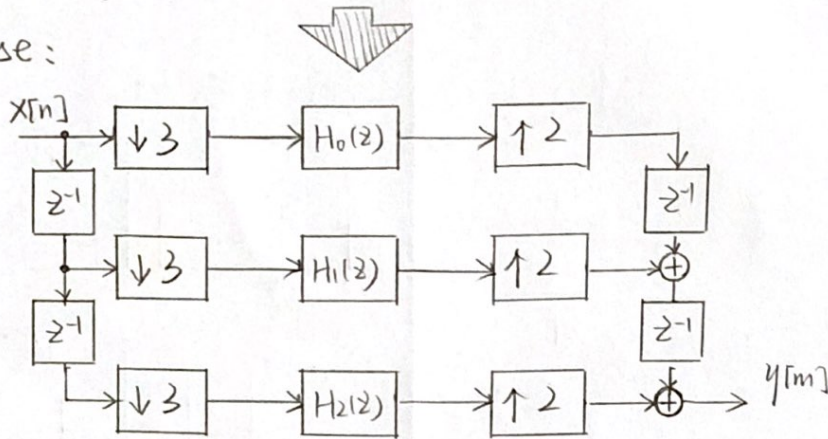 se:
x[n]
↓3 H₀(z) ↑2
z⁻¹ z⁻¹
↓3 H₁(z) ↑2 +
z⁻¹ z⁻¹
↓3 H₂(z) ↑2 + y[m]